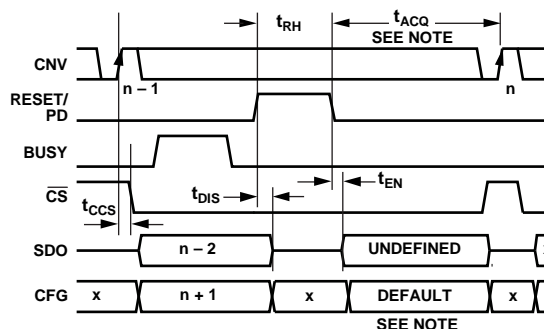 tRH
tACQ
SEE NOTE
CNV
n – 1
n
RESET/
PD
BUSY
tEN
CS
tDIS
tCCS
SDO
n – 2
UNDEFINED
CFG
x
n + 1
x
DEFAULT
x
SEE NOTE